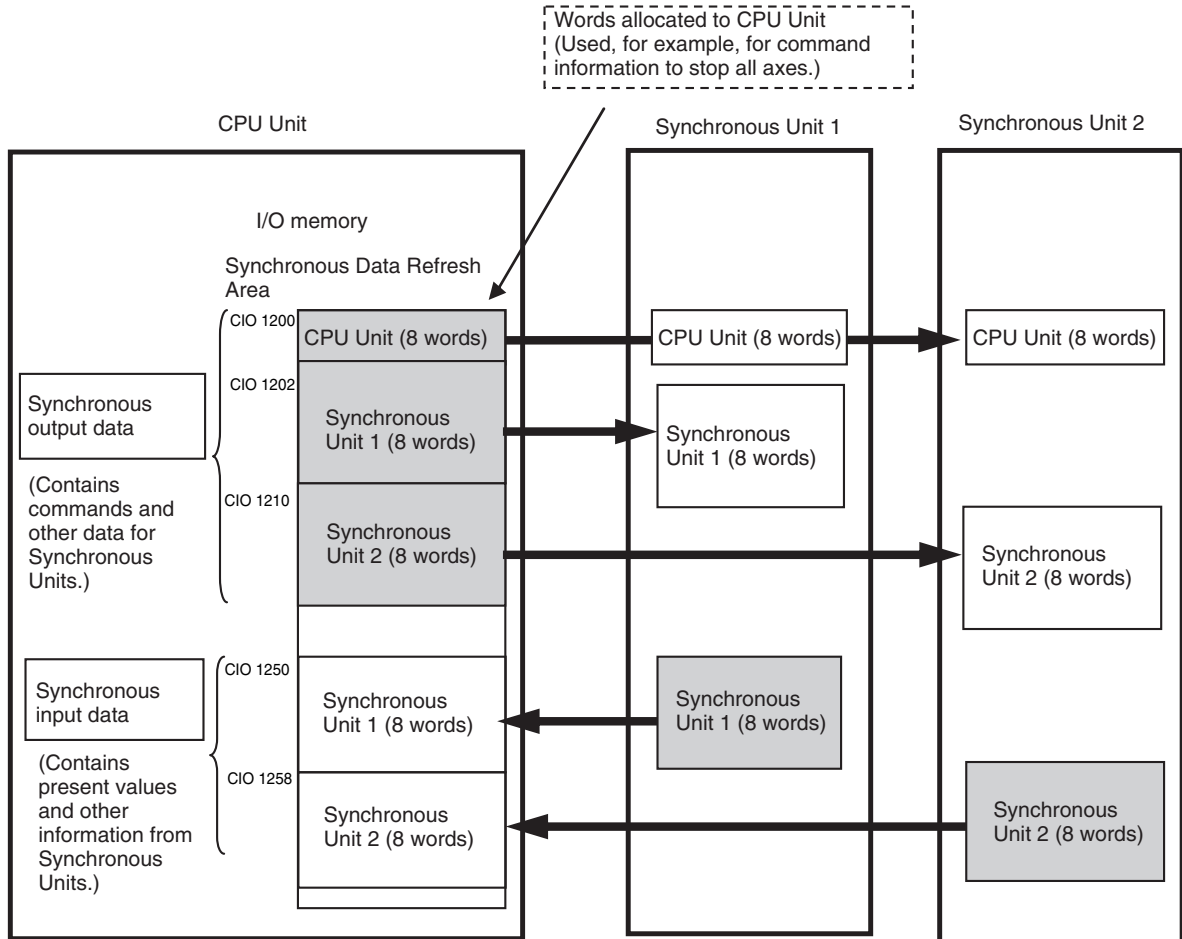 Words allocated to CPU Unit
(Used, for example, for command
information to stop all axes.)
CPU Unit
Synchronous Unit 1
Synchronous Unit 2
I/O memory
Synchronous Data Refresh
Area
CIO 1200
CPU Unit (8 words)
CPU Unit (8 words)
CPU Unit (8 words)
CIO 1202
Synchronous
output data
Synchronous
Unit 1 (8 words)
Synchronous
Unit 1 (8 words)
(Contains
commands and
other data for
Synchronous
Units.)
CIO 1210
Synchronous
Unit 2 (8 words)
Synchronous
Unit 2 (8 words)
CIO 1250
Synchronous
input data
Synchronous
Unit 1 (8 words)
Synchronous
Unit 1 (8 words)
(Contains
present values
and other
information from
Synchronous
Units.)
CIO 1258
Synchronous
Unit 2 (8 words)
Synchronous
Unit 2 (8 words)